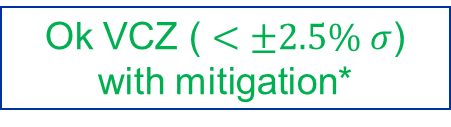 Ok VCZ ( < ±2.5% 𝜎)
with mitigation*